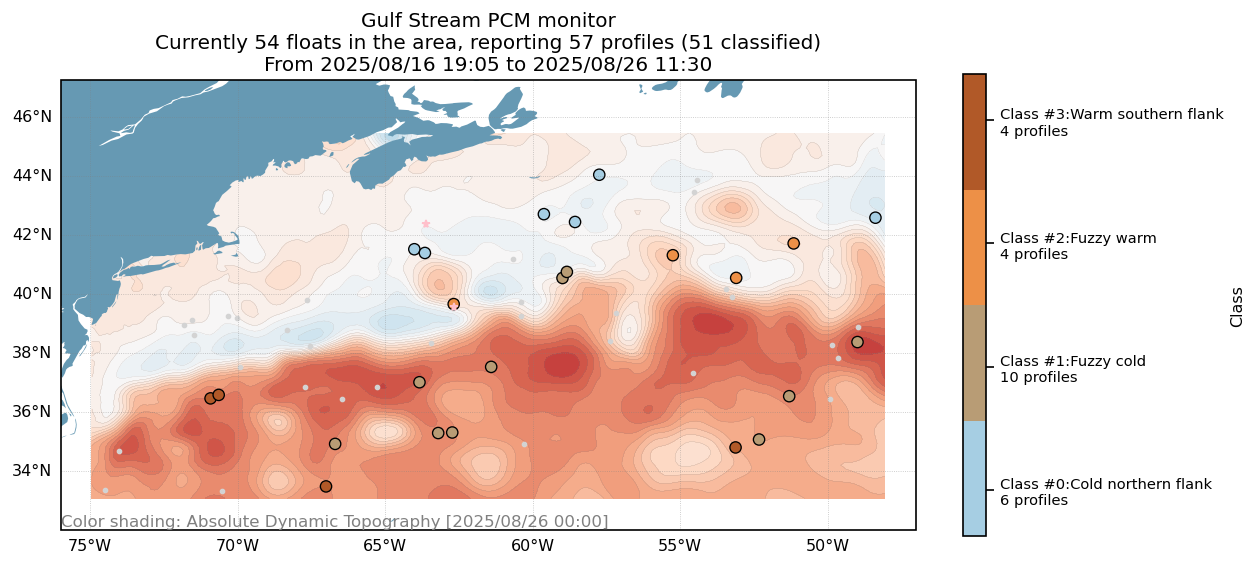 Gulf Stream PCM monitor
Currently 54 floats in the area, reporting 57 profiles (51 classified)
From 2025/08/16 19:05 to 2025/08/26 11:30
46°N
44°N
42°N
40°N
38°N
36°N
34°N
Color shading: Absolute Dynamic Topography [2025/08/26 00:00]
75°W
70°W
65°W
60°W
55°W
50°W
Class #3:Warm southern flank
4 profiles
Class #2:Fuzzy warm
4 profiles
Class #1:Fuzzy cold
10 profiles
Class #0:Cold northern flank
6 profiles
Class